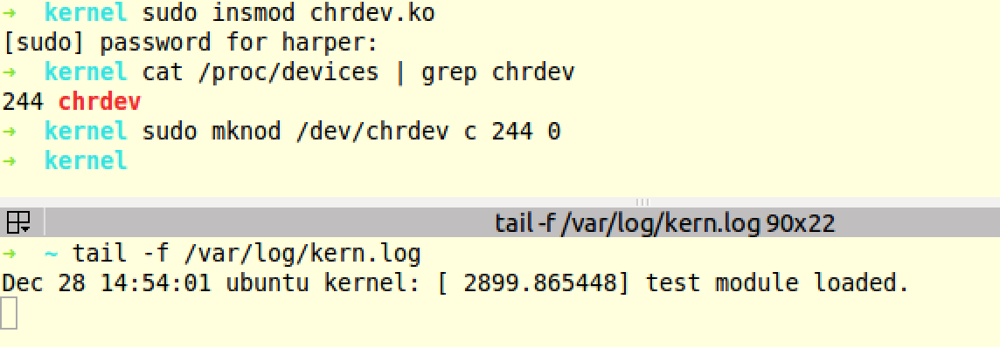 → kernel sudo insmod chrdev.ko
[sudo] password for harper:
→ kernel cat /proc/devices | grep chrdev
244 chrdev
→ kernel sudo mknod /dev/chrdev c 244 0
→ kernel
tail -f /var/log/kern.log 90x22
→ ~ tail -f /var/log/kern.log
Dec 28 14:54:01 ubuntu kernel: [ 2899.865448] test module loaded.